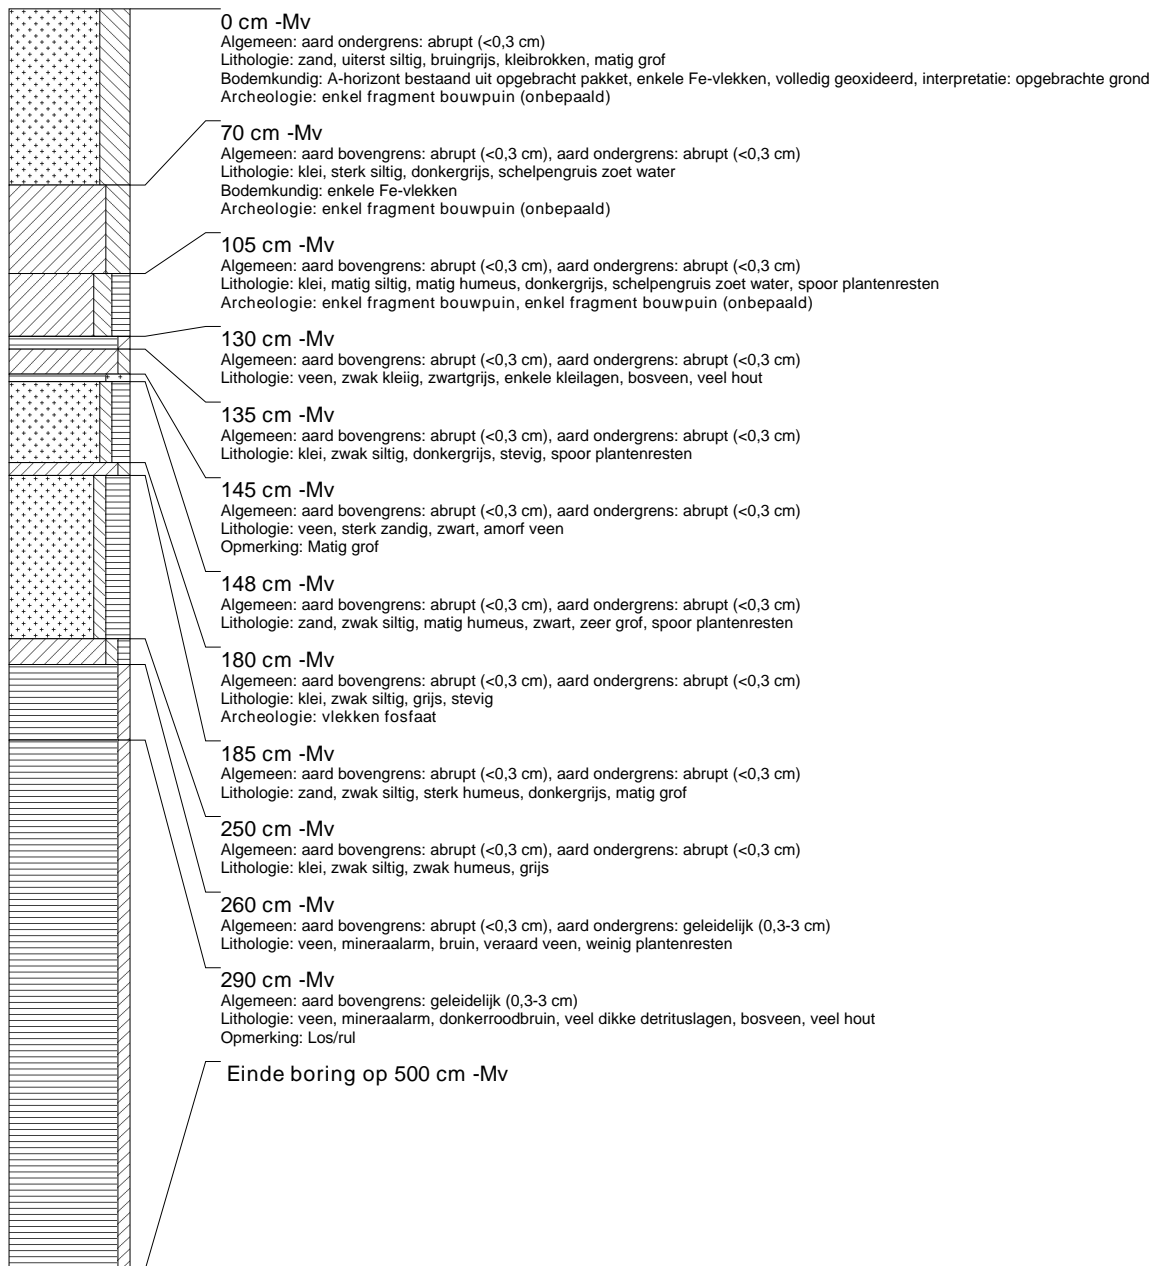 0 cm -Mv
Algemeen: aard ondergrens: abrupt (<0,3 cm)
Lithologie: zand, uiterst siltig, bruingrijs, kleibrokken, matig grof
Bodemkundig: A-horizont bestaand uit opgebracht pakket, enkele Fe-vlekken, volledig geoxideerd, interpretatie: opgebrachte grond
Archeologie: enkel fragment bouwpuin (onbepaald)
70 cm -Mv
Algemeen: aard bovengrens: abrupt (<0,3 cm), aard ondergrens: abrupt (<0,3 cm)
Lithologie: klei, sterk siltig, donkergrijs, schelpengruis zoet water
Bodemkundig: enkele Fe-vlekken
Archeologie: enkel fragment bouwpuin (onbepaald)
105 cm -Mv
Algemeen: aard bovengrens: abrupt (<0,3 cm), aard ondergrens: abrupt (<0,3 cm)
Lithologie: klei, matig siltig, matig humeus, donkergrijs, schelpengruis zoet water, spoor plantenresten
Archeologie: enkel fragment bouwpuin, enkel fragment bouwpuin (onbepaald)
130 cm -Mv
Algemeen: aard bovengrens: abrupt (<0,3 cm), aard ondergrens: abrupt (<0,3 cm)
Lithologie: veen, zwak kleiig, zwartgrijs, enkele kleilagen, bosveen, veel hout
135 cm -Mv
Algemeen: aard bovengrens: abrupt (<0,3 cm), aard ondergrens: abrupt (<0,3 cm)
Lithologie: klei, zwak siltig, donkergrijs, stevig, spoor plantenresten
145 cm -Mv
Algemeen: aard bovengrens: abrupt (<0,3 cm), aard ondergrens: abrupt (<0,3 cm)
Lithologie: veen, sterk zandig, zwart, amorf veen
Opmerking: Matig grof
148 cm -Mv
Algemeen: aard bovengrens: abrupt (<0,3 cm), aard ondergrens: abrupt (<0,3 cm)
Lithologie: zand, zwak siltig, matig humeus, zwart, zeer grof, spoor plantenresten
180 cm -Mv
Algemeen: aard bovengrens: abrupt (<0,3 cm), aard ondergrens: abrupt (<0,3 cm)
Lithologie: klei, zwak siltig, grijs, stevig
Archeologie: vlekken fosfaat
185 cm -Mv
Algemeen: aard bovengrens: abrupt (<0,3 cm), aard ondergrens: abrupt (<0,3 cm)
Lithologie: zand, zwak siltig, sterk humeus, donkergrijs, matig grof
250 cm -Mv
Algemeen: aard bovengrens: abrupt (<0,3 cm), aard ondergrens: abrupt (<0,3 cm)
Lithologie: klei, zwak siltig, zwak humeus, grijs
260 cm -Mv
Algemeen: aard bovengrens: abrupt (<0,3 cm), aard ondergrens: geleidelijk (0,3-3 cm)
Lithologie: veen, mineraalarm, bruin, veraard veen, weinig plantenresten
290 cm -Mv
Algemeen: aard bovengrens: geleidelijk (0,3-3 cm)
Lithologie: veen, mineraalarm, donkerroodbruin, veel dikke detrituslagen, bosveen, veel hout
Opmerking: Los/rul
Einde boring op 500 cm -Mv